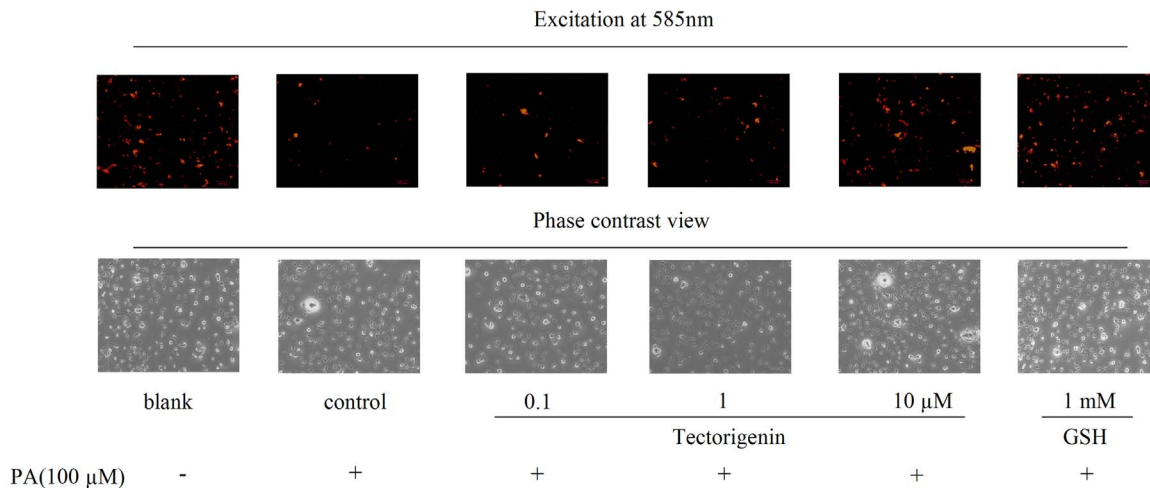 Excitation at 585nm
Phase contrast view
blank control 0.1 1 10 μM 1 mM
Tectorigenin GSH
PA(100 μM) - + + + + +